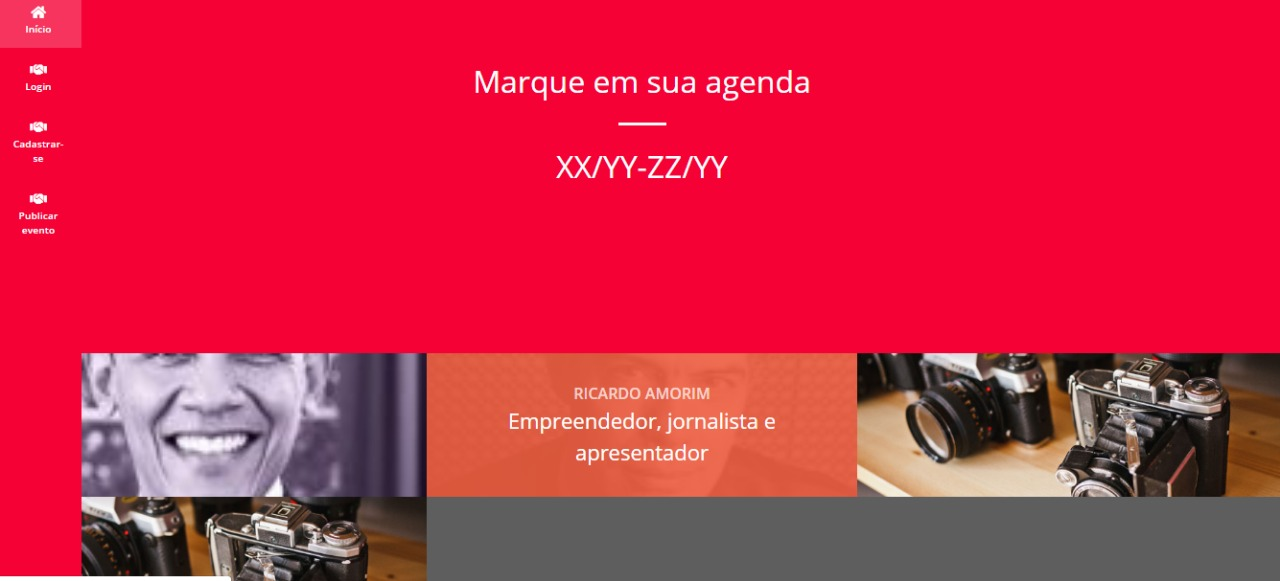 Início
Login
Cadastrar-
se
Publicar
evento
Marque em sua agenda
XX/YY-ZZ/YY
RICARDO AMORIM
Empreendedor, jornalista e
apresentador